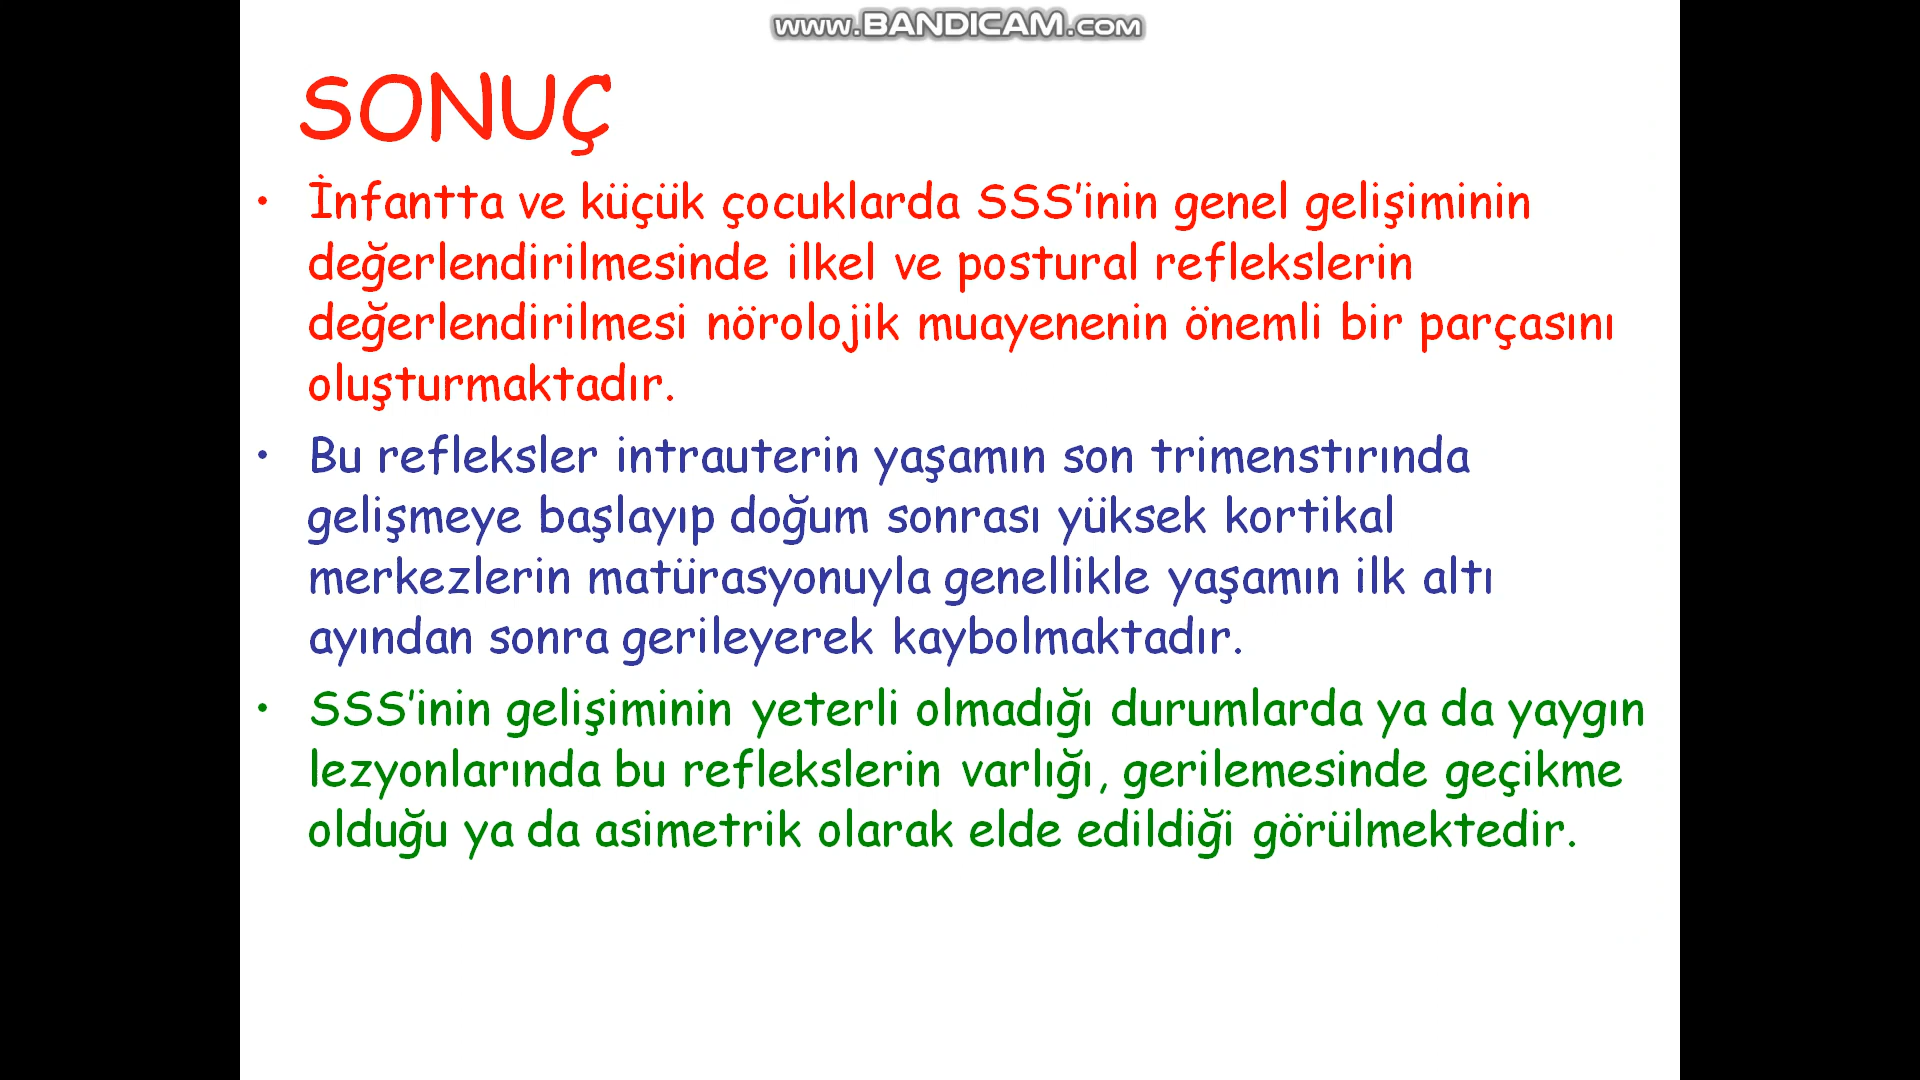 www.BANDICAM.com
SONUÇ
• İnfantta ve küçük çocuklarda SSS'inin genel gelişiminin
değerlendirilmesinde ilkel ve postural reflekslerin
değerlendirilmesi nörolojik muayenenin önemli bir parçasını
oluşturmaktadır.
• Bu refleksler intrauterin yaşamın son trimenstırında
gelişmeye başlayıp doğum sonrası yüksek kortikal
merkezlerin matürasyonuyla genellikle yaşamın ilk altı
ayından sonra gerileyerek kaybolmaktadır.
• SSS'inin gelişiminin yeterli olmadığı durumlarda ya da yaygın
lezyonlarında bu reflekslerin varlığı, gerilemesinde geçikme
olduğu ya da asimetrik olarak elde edildiği görülmektedir.